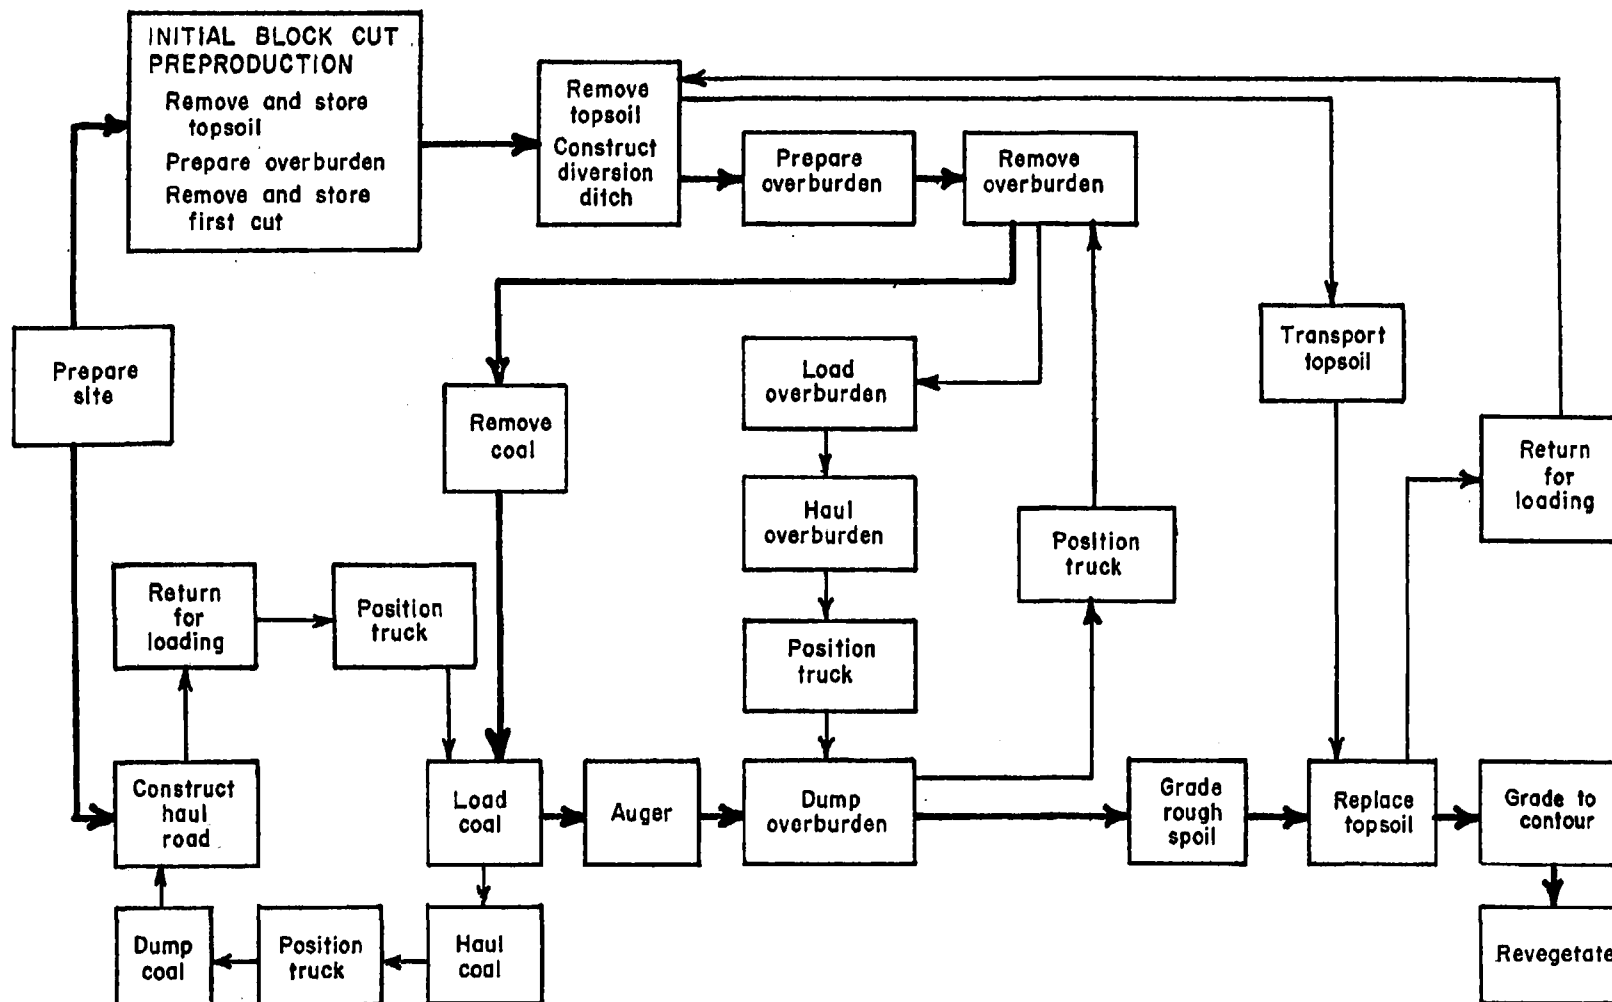 INITIAL BLOCK CUT
PREPRODUCTION
Remove and store
topsoil
Prepare overburden
Remove and store
first cut
Remove
topsoil
Construct
diversion
ditch
Prepare
overburden
Remove
overburden
Prepare
site
Transport
topsoil
Load
overburden
Remove
coal
Return
for
loading
Haul
overburden
Position
truck
Return
for
loading
Position
truck
Position
truck
Construct
haul
road
Load
coal
Auger
Dump
overburden
Grade
rough
spoil
Replace
topsoil
Grade to
contour
Dump
coal
Position
truck
Haul
coal
Revegetate